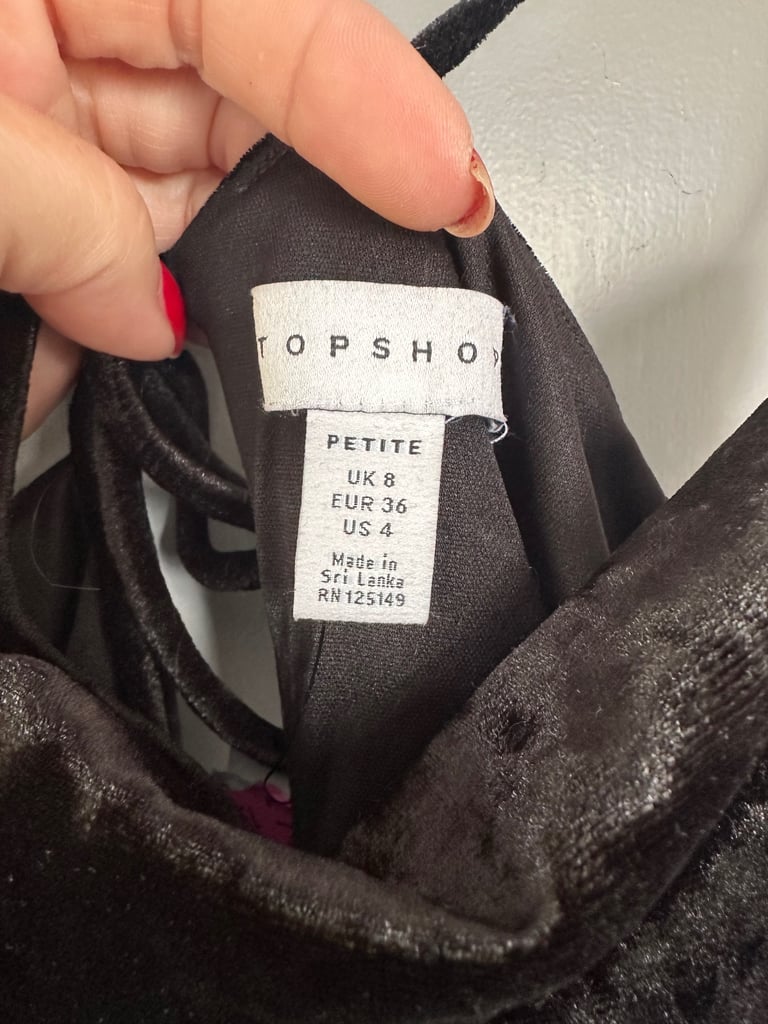 TOPSHOP
PETITE
UK 8
EUR 36
US 4
Made in
Sri Lanka
RN 125149